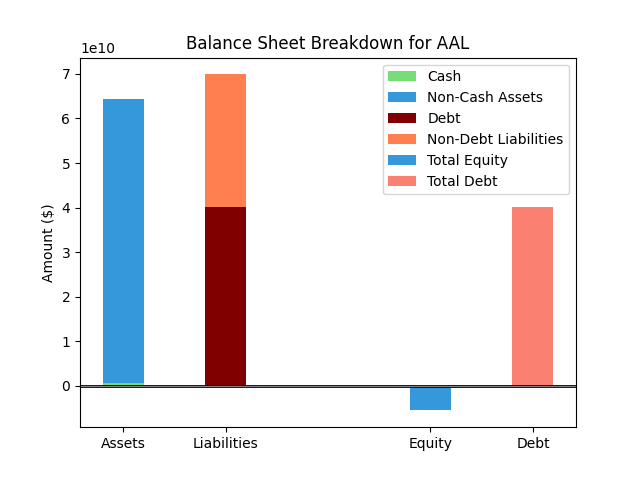 Balance Sheet Breakdown for AAL
1e10
7
6
5
4
3
2
1
0
Amount ($)
Cash
Non-Cash Assets
Debt
Non-Debt Liabilities
Total Equity
Total Debt
Assets Liabilities Equity Debt